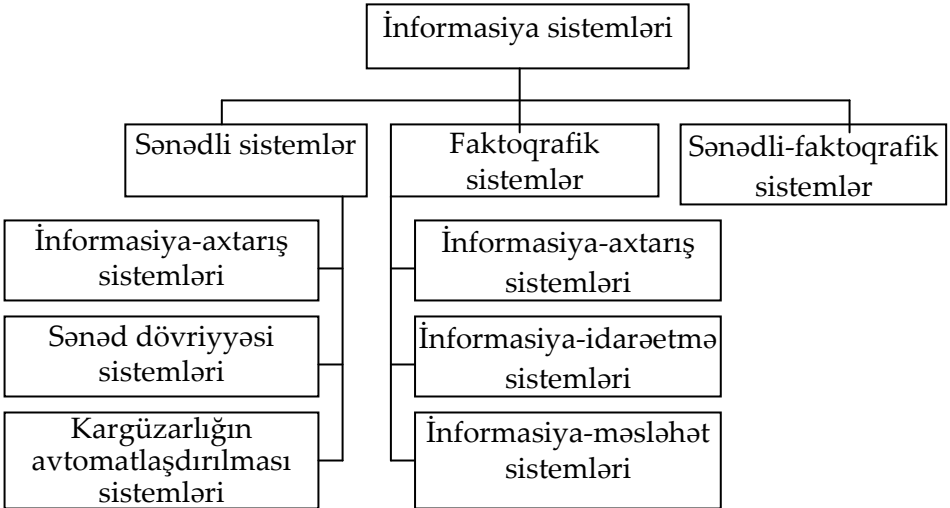 İnformasiya sistemləri
Sənədli sistemlər
Faktoqrafik
sistemlər
Sənədli-faktoqrafik
sistemlər
İnformasiya-axtarış
sistemləri
Sənəd dövriyyəsi
sistemləri
Kargüzarlığın
avtomatlaşdırılması
sistemləri
İnformasiya-axtarış
sistemləri
İnformasiya-idarəetmə
sistemləri
İnformasiya-məsləhət
sistemləri